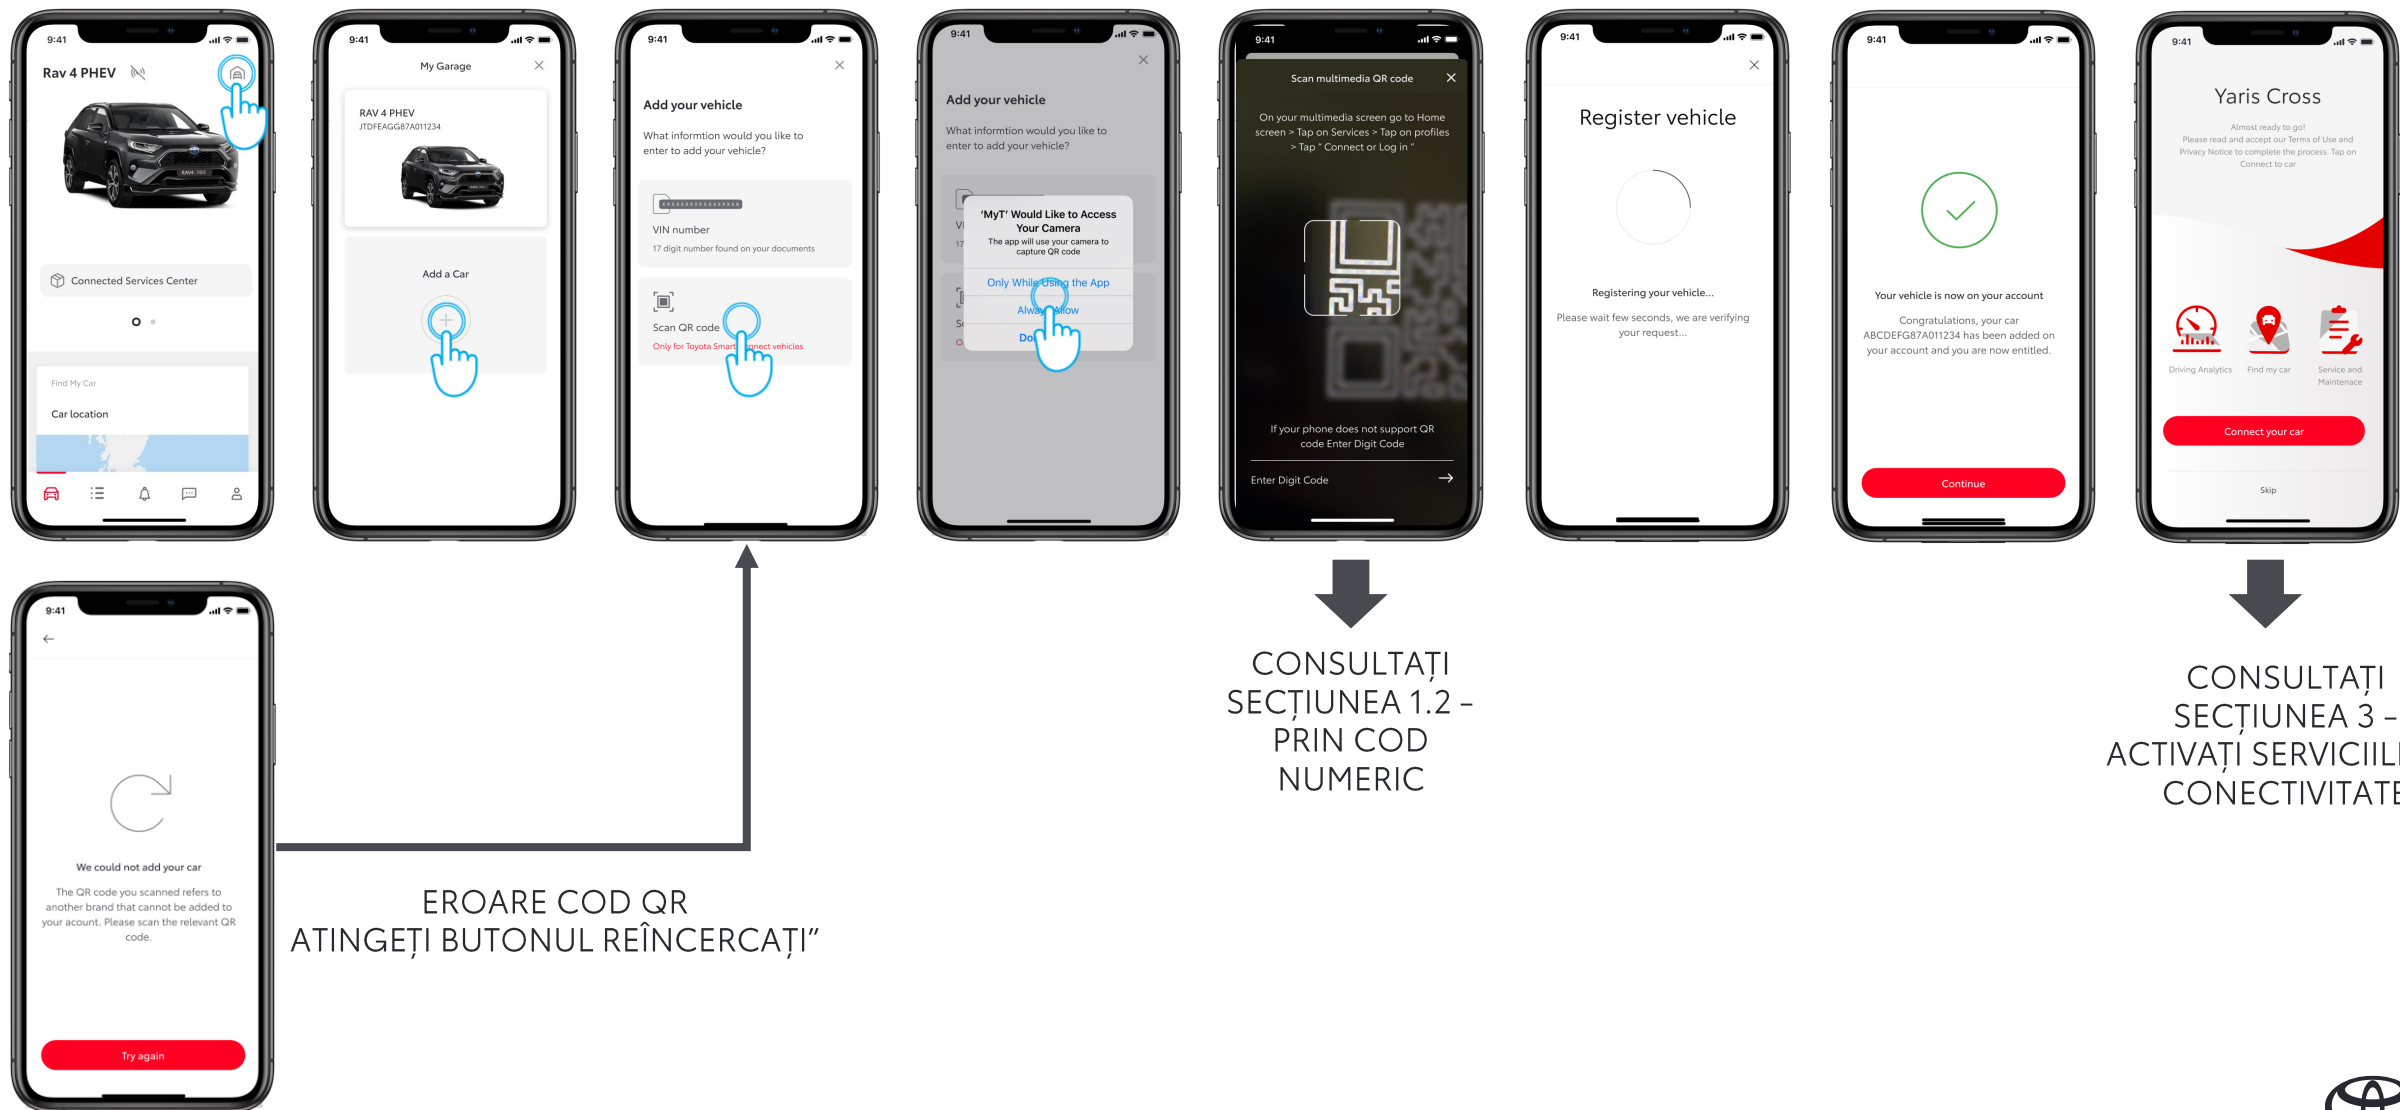 9:41
Rav 4 PHEV
Connected Services Center
Find My Car
Car location
9:41
My Garage
RAV 4 PHEV
JTDFEAGG87A011234
Add a Car
9:41
Add your vehicle
What informtion would you like to
enter to add your vehicle?
xxxxxxxxxxxxxxxx
VIN number
17 digit number found on your documents
Scan QR code
Only for Toyota Smart
nnect vehicles
9:41
Add your vehicle
What informtion would you like to
enter to add your vehicle?
'MyT' Would Like to Access
Your Camera
The app will use your camera to
capture QR code
Only While Using the App
Always Allow
9:41
Scan multimedia QR code
On your multimedia screen go to Home
screen > Tap on Services > Tap on profiles
> Tap " Connect or Log in "
If your phone does not support QR
code Enter Digit Code
Enter Digit Code
9:41
Register vehicle
Registering your vehicle...
Please wait few seconds, we are verifying
your request...
9:41
Your vehicle is now on your account
Congratulations, your car
ABCDEFG87A011234 has been added on
your account and you are now entitled.
Continue
9:41
Yaris Cross
Almost ready to go!
Please read and accept our Terms of Use and
Privacy Notice to complete the process. Tap on
Connect to car
Driving Analytics
Find my car
Service and
Maintenace
Connect your car
Skip
9:41
We could not add your car
The QR code you scanned refers to
another brand that cannot be added to
your acount. Please scan the relevant QR
code.
Try again
EROARE COD QR
ATINGEȚI BUTONUL REÎNCERCAȚI”
CONSULTAȚI
SECȚIUNEA 1.2 –
PRIN COD
NUMERIC
CONSULTAȚI
SECȚIUNEA 3 –
ACTIVAȚI SERVICIIL
CONECTIVITATE